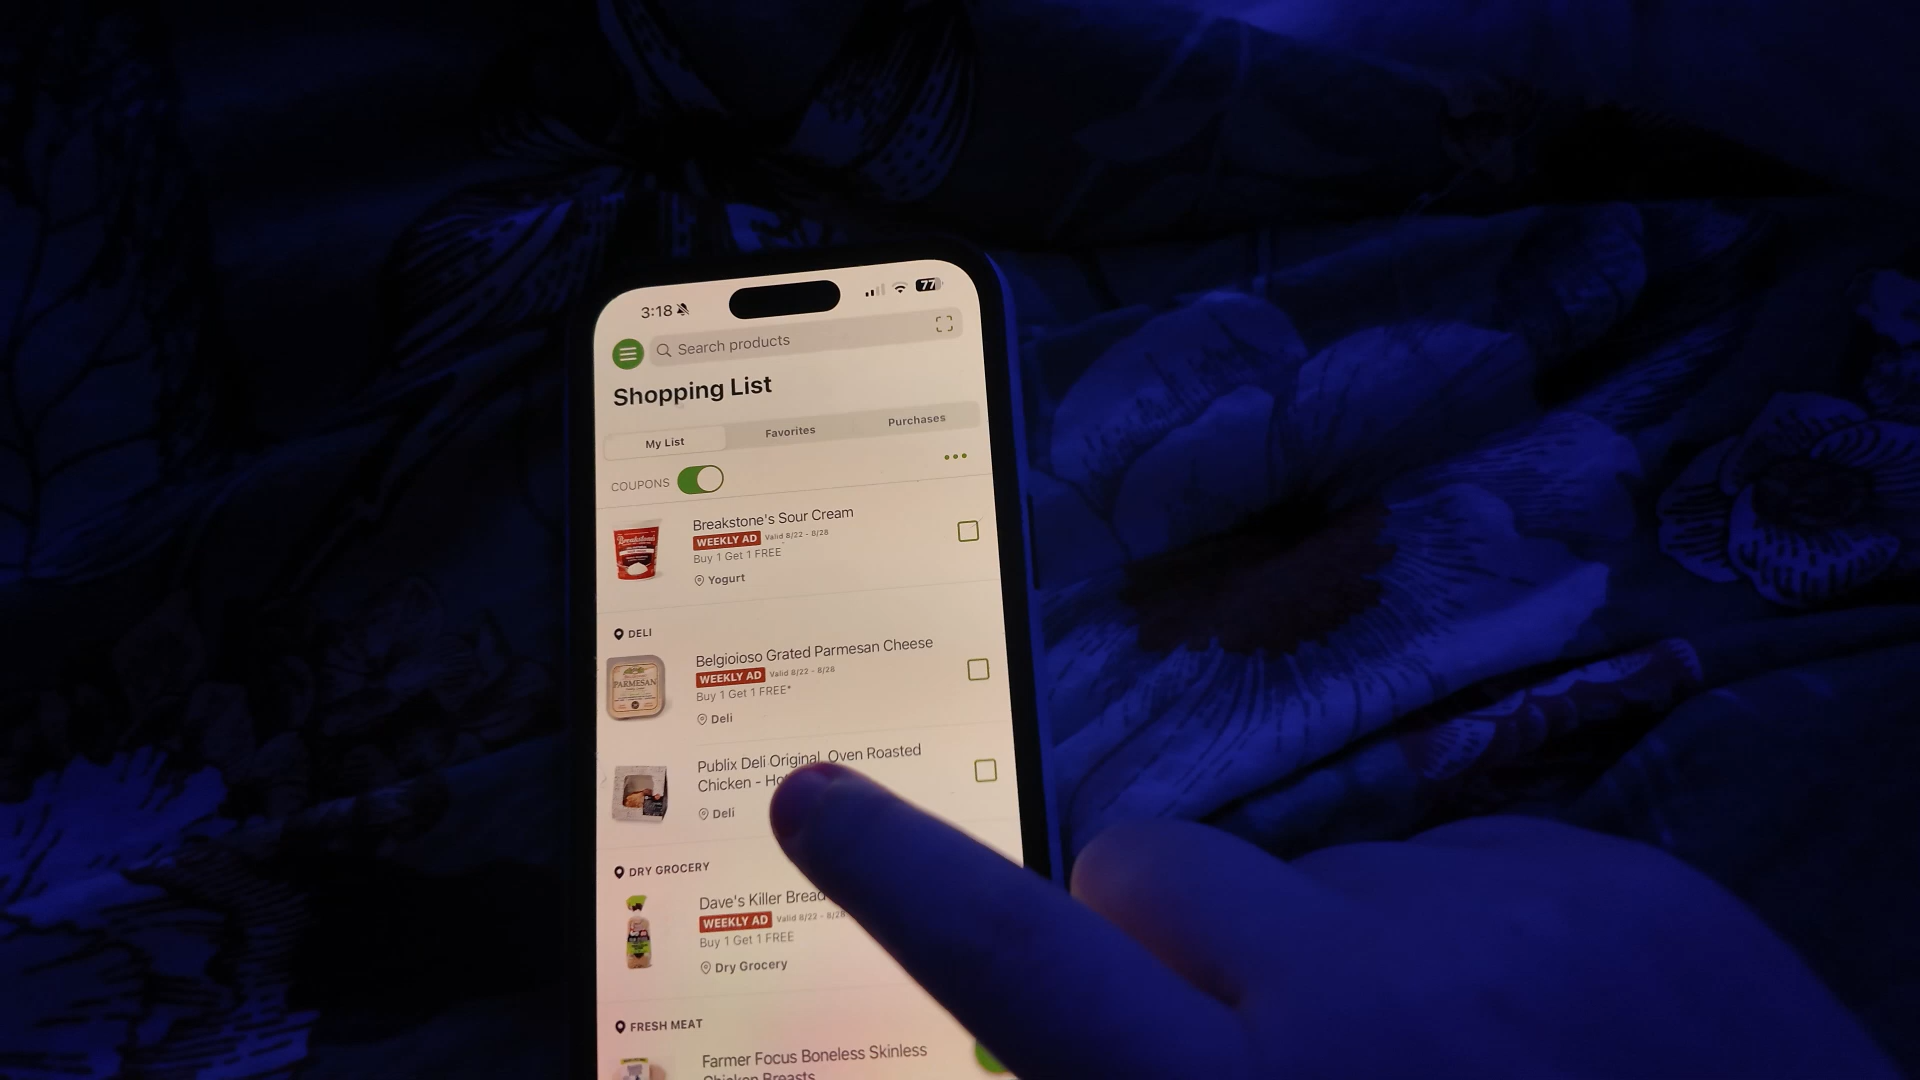 3:18
77
Search products
Shopping List
My List
Favorites
Purchases
COUPONS
Breakstone's Sour Cream
WEEKLY AD Valid 8/22 - 8/28
Buy 1 Get 1 FREE
Yogurt
DELI
Belgioioso Grated Parmesan Cheese
WEEKLY AD Valid 8/22 - 8/28
Buy 1 Get 1 FREE*
Deli
PARMESAN
Publix Deli Original, Oven Roasted
Chicken -
Deli
DRY GROCERY
Dave's Killer Bread
WEEKLY AD Valid 8/22 - 8/28
Buy 1 Get 1 FREE
Dry Grocery
FRESH MEAT
Farmer Focus Boneless Skinless
Chicken Breasts